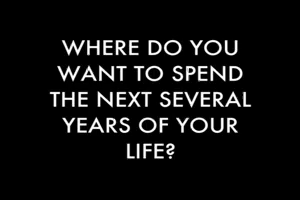 WHERE DO YOU
WANT TO SPEND
THE NEXT SEVERAL
YEARS OF YOUR
LIFE?